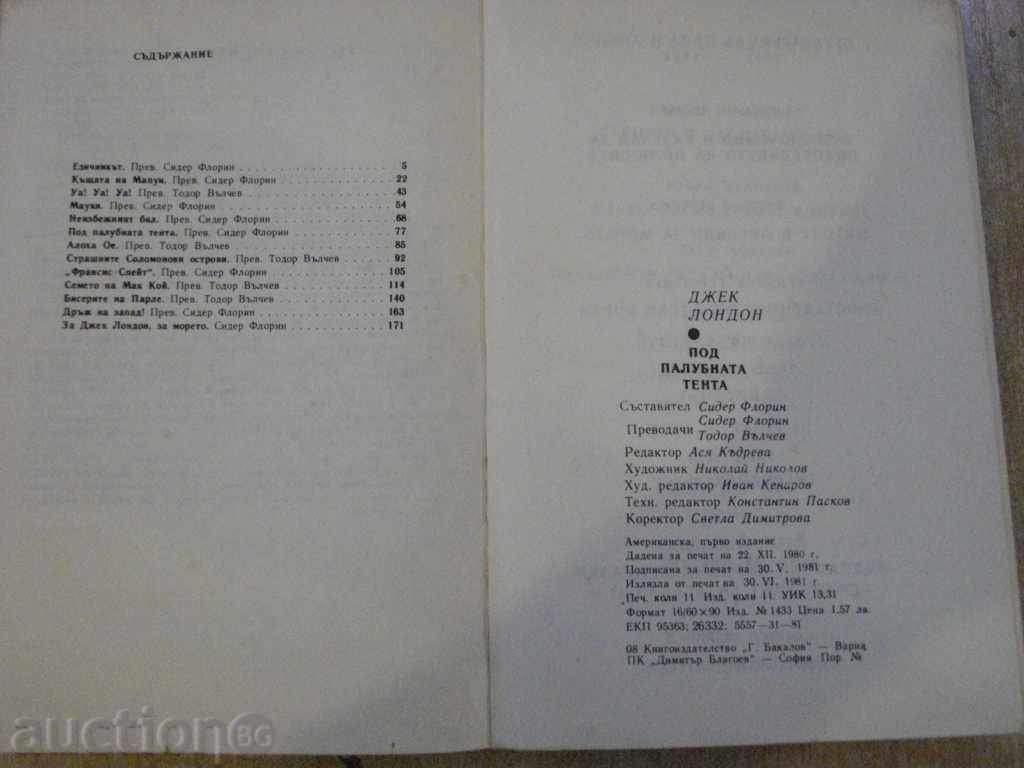 СЪДЪРЖАНИЕ
Езичникът. Прев. Сидер Флорин . . . . . . . . . . . . 5
Къщата на Мапуи. Прев. Сидер Флорин . . . . . . . . . 22
Уа! Уа! Уа! Прев. Тодор Вълчев . . . . . . . . . . . . 43
Мауки. Прев. Сидер Флорин . . . . . . . . . . . . . . 54
Неизбежният бял. Прев. Сидер Флорин . . . . . . . . . 68
Под палубната тента. Прев. Сидер Флорин . . . . . . . 77
Алоха Ое. Прев. Тодор Вълчев . . . . . . . . . . . . . 85
Страшните Соломонови острови. Прев. Тодор Вълчев . . . 92
„Франсис Спейт“. Прев. Сидер Флорин . . . . . . . . . 105
Семето на Мак Кой. Прев. Тодор Вълчев . . . . . . . . 114
Бисерите на Парле. Прев. Тодор Вълчев . . . . . . . . 140
Дръж на запад! Прев. Сидер Флорин . . . . . . . . . . 163
За Джек Лондон, за морето. Сидер Флорин . . . . . . . 171
ДЖЕК
ЛОНДОН
ПОД
ПАЛУБНАТА
ТЕНТА
Съставител Сидер Флорин
Преводачи Сидер Флорин
Тодор Вълчев
Редактор Ася Къдрева
Художник Николай Николов
Худ. редактор Иван Кенаров
Техн. редактор Константин Пасков
Коректор Светла Димитрова
Американска, първо издание
Дадена за печат на 22. XII. 1980 г.
Подписана за печат на 30. V. 1981 г.
Излязла от печат на 30. VI. 1981 г.
Печ. коли 11 Изд. коли 11. УИК 13,31
Формат 16/60×90 Изд. № 1433 Цена 1,57 лв.
ЕКП 95363; 26332; 5557—31—81
08 Книгоиздателство „Г. Бакалов“ — Варна
ПК „Димитър Благоев“ — София Пор. №
auctionBG